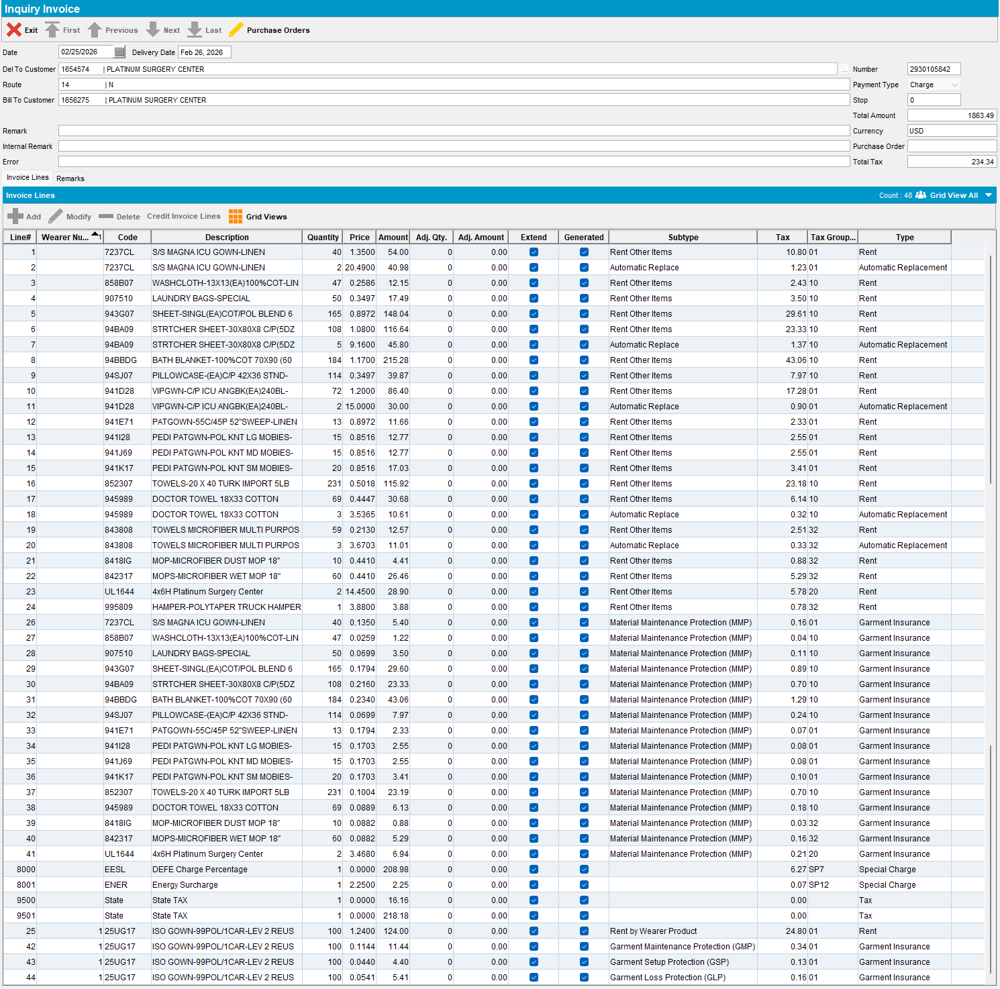 Inquiry Invoice
Exit First Previous Next Last Purchase Orders
Date 02/25/2026 16 Delivery Date Feb 26, 2026
Del To Customer 1654574 | PLATINUM SURGERY CENTER ... Number 2930105842
Route 14 | N Payment Type Charge
Bill To Customer 1656275 | PLATINUM SURGERY CENTER Stop 0
Total Amount 1863.49
Remark Currency USD
Internal Remark Purchase Order
Error Total Tax 234.34
Invoice Lines Remarks
Invoice Lines Count : 48 Grid View All
Add Modify Delete Credit Invoice Lines Grid Views
Line# Wearer Nu... 1 Code Description Quantity Price Amount Adj. Qty. Adj. Amount Extend Generated Subtype Tax Tax Group... Type
1 7237CL S/S MAGNA ICU GOWN-LINEN 40 1.3500 54.00 0 0.00 Rent Other Items 10.80 01 Rent
2 7237CL S/S MAGNA ICU GOWN-LINEN 2 20.4900 40.98 0 0.00 Automatic Replace 1.23 01 Automatic Replacement
3 858B07 WASHCLOTH-13X13(EA)100%COT-LIN 47 0.2586 12.15 0 0.00 Rent Other Items 2.43 10 Rent
4 907510 LAUNDRY BAGS-SPECIAL 50 0.3497 17.49 0 0.00 Rent Other Items 3.50 10 Rent
5 943G07 SHEET-SINGL(EA)COT/POL BLEND 6 165 0.8972 148.04 0 0.00 Rent Other Items 29.61 10 Rent
6 94BA09 STRTCHER SHEET-30X80X8 C/P(5DZ 108 1.0800 116.64 0 0.00 Rent Other Items 23.33 10 Rent
7 94BA09 STRTCHER SHEET-30X80X8 C/P(5DZ 5 9.1600 45.80 0 0.00 Automatic Replace 1.37 10 Automatic Replacement
8 94BBDG BATH BLANKET-100%COT 70X90 (60 184 1.1700 215.28 0 0.00 Rent Other Items 43.06 10 Rent
9 94SJ07 PILLOWCASE-(EA)C/P 42X36 STND- 114 0.3497 39.87 0 0.00 Rent Other Items 7.97 10 Rent
10 941D28 VIPGWN-C/P ICU ANGBK(EA)240BL- 72 1.2000 86.40 0 0.00 Rent Other Items 17.28 01 Rent
11 941D28 VIPGWN-C/P ICU ANGBK(EA)240BL- 2 15.0000 30.00 0 0.00 Automatic Replace 0.90 01 Automatic Replacement
12 941E71 PATGOWN-55C/45P 52"SWEEP-LINEN 13 0.8972 11.66 0 0.00 Rent Other Items 2.33 01 Rent
13 941I28 PEDI PATGWN-POL KNT LG MOBIES- 15 0.8516 12.77 0 0.00 Rent Other Items 2.55 01 Rent
14 941J69 PEDI PATGWN-POL KNT MD MOBIES- 15 0.8516 12.77 0 0.00 Rent Other Items 2.55 01 Rent
15 941K17 PEDI PATGWN-POL KNT SM MOBIES- 20 0.8516 17.03 0 0.00 Rent Other Items 3.41 01 Rent
16 852307 TOWELS-20 X 40 TURK IMPORT 5LB 231 0.5018 115.92 0 0.00 Rent Other Items 23.18 10 Rent
17 945989 DOCTOR TOWEL 18X33 COTTON 69 0.4447 30.68 0 0.00 Rent Other Items 6.14 10 Rent
18 945989 DOCTOR TOWEL 18X33 COTTON 3 3.5365 10.61 0 0.00 Automatic Replace 0.32 10 Automatic Replacement
19 843808 TOWELS MICROFIBER MULTI PURPOS 59 0.2130 12.57 0 0.00 Rent Other Items 2.51 32 Rent
20 843808 TOWELS MICROFIBER MULTI PURPOS 3 3.6703 11.01 0 0.00 Automatic Replace 0.33 32 Automatic Replacement
21 8418IG MOP-MICROFIBER DUST MOP 18" 10 0.4410 4.41 0 0.00 Rent Other Items 0.88 32 Rent
22 842317 MOPS-MICROFIBER WET MOP 18" 60 0.4410 26.46 0 0.00 Rent Other Items 5.29 32 Rent
23 UL1644 4x6H Platinum Surgery Center 2 14.4500 28.90 0 0.00 Rent Other Items 5.78 20 Rent
24 995809 HAMPER-POLYTAPER TRUCK HAMPER 1 3.8800 3.88 0 0.00 Rent Other Items 0.78 32 Rent
26 7237CL S/S MAGNA ICU GOWN-LINEN 40 0.1350 5.40 0 0.00 Material Maintenance Protection (MMP) 0.16 01 Garment Insurance
27 858B07 WASHCLOTH-13X13(EA)100%COT-LIN 47 0.0259 1.22 0 0.00 Material Maintenance Protection (MMP) 0.04 10 Garment Insurance
28 907510 LAUNDRY BAGS-SPECIAL 50 0.0699 3.50 0 0.00 Material Maintenance Protection (MMP) 0.11 10 Garment Insurance
29 943G07 SHEET-SINGL(EA)COT/POL BLEND 6 165 0.1794 29.60 0 0.00 Material Maintenance Protection (MMP) 0.89 10 Garment Insurance
30 94BA09 STRTCHER SHEET-30X80X8 C/P(5DZ 108 0.2160 23.33 0 0.00 Material Maintenance Protection (MMP) 0.70 10 Garment Insurance
31 94BBDG BATH BLANKET-100%COT 70X90 (60 184 0.2340 43.06 0 0.00 Material Maintenance Protection (MMP) 1.29 10 Garment Insurance
32 94SJ07 PILLOWCASE-(EA)C/P 42X36 STND- 114 0.0699 7.97 0 0.00 Material Maintenance Protection (MMP) 0.24 10 Garment Insurance
33 941E71 PATGOWN-55C/45P 52"SWEEP-LINEN 13 0.1794 2.33 0 0.00 Material Maintenance Protection (MMP) 0.07 01 Garment Insurance
34 941I28 PEDI PATGWN-POL KNT LG MOBIES- 15 0.1703 2.55 0 0.00 Material Maintenance Protection (MMP) 0.08 01 Garment Insurance
35 941J69 PEDI PATGWN-POL KNT MD MOBIES- 15 0.1703 2.55 0 0.00 Material Maintenance Protection (MMP) 0.08 01 Garment Insurance
36 941K17 PEDI PATGWN-POL KNT SM MOBIES- 20 0.1703 3.41 0 0.00 Material Maintenance Protection (MMP) 0.10 01 Garment Insurance
37 852307 TOWELS-20 X 40 TURK IMPORT 5LB 231 0.1004 23.19 0 0.00 Material Maintenance Protection (MMP) 0.70 10 Garment Insurance
38 945989 DOCTOR TOWEL 18X33 COTTON 69 0.0889 6.13 0 0.00 Material Maintenance Protection (MMP) 0.18 10 Garment Insurance
39 8418IG MOP-MICROFIBER DUST MOP 18" 10 0.0882 0.88 0 0.00 Material Maintenance Protection (MMP) 0.03 32 Garment Insurance
40 842317 MOPS-MICROFIBER WET MOP 18" 60 0.0882 5.29 0 0.00 Material Maintenance Protection (MMP) 0.16 32 Garment Insurance
41 UL1644 4x6H Platinum Surgery Center 2 3.4680 6.94 0 0.00 Material Maintenance Protection (MMP) 0.21 20 Garment Insurance
8000 EESL DEFE Charge Percentage 1 0.0000 208.98 0 0.00 6.27 SP7 Special Charge
8001 ENER Energy Surcharge 1 2.2500 2.25 0 0.00 0.07 SP12 Special Charge
9500 State State TAX 1 0.0000 16.16 0 0.00 0.00 Tax
9501 State State TAX 1 0.0000 218.18 0 0.00 0.00 Tax
25 1 25UG17 ISO GOWN-99POL/1CAR-LEV 2 REUS 100 1.2400 124.00 0 0.00 Rent by Wearer Product 24.80 01 Rent
42 1 25UG17 ISO GOWN-99POL/1CAR-LEV 2 REUS 100 0.1144 11.44 0 0.00 Garment Maintenance Protection (GMP) 0.34 01 Garment Insurance
43 1 25UG17 ISO GOWN-99POL/1CAR-LEV 2 REUS 100 0.0440 4.40 0 0.00 Garment Setup Protection (GSP) 0.13 01 Garment Insurance
44 1 25UG17 ISO GOWN-99POL/1CAR-LEV 2 REUS 100 0.0541 5.41 0 0.00 Garment Loss Protection (GLP) 0.16 01 Garment Insurance